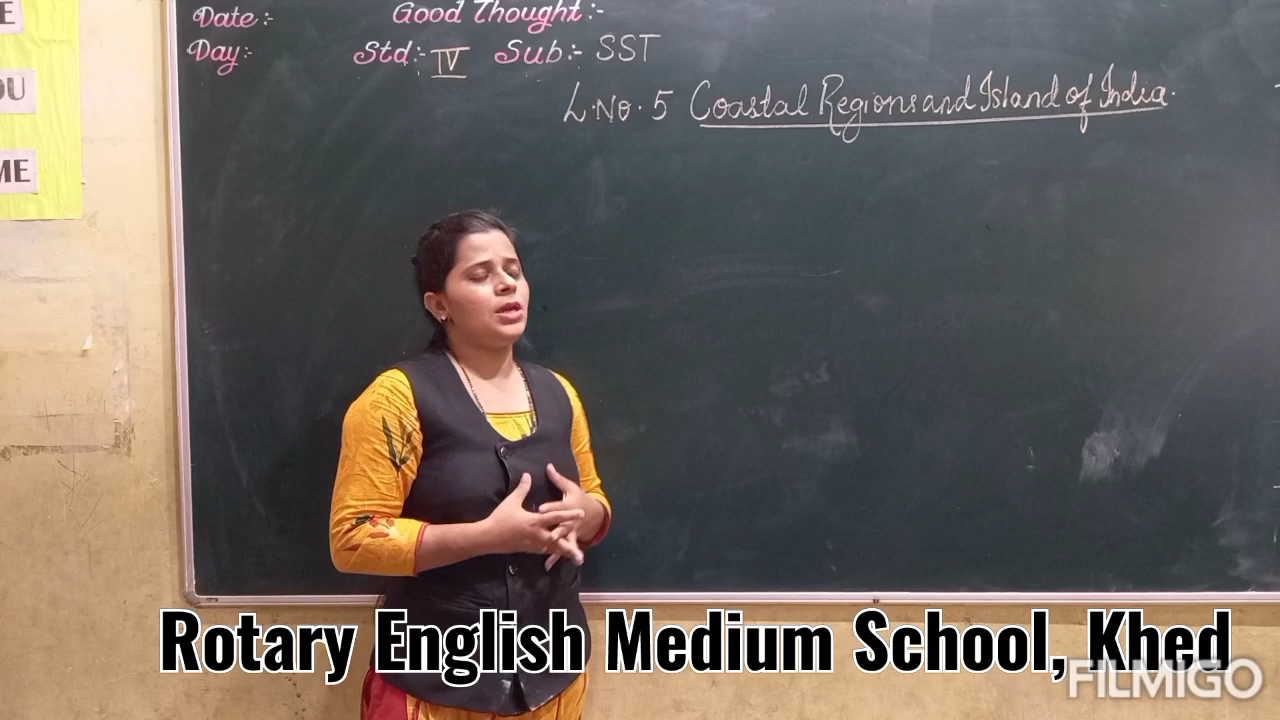 E
OU
ME
Date:- Good Thought:-
Day:- Std:- IV Sub:- SST
L.No.5 Coastal Regions and Island of India.
Rotary English Medium School, Khed
FILMIGO